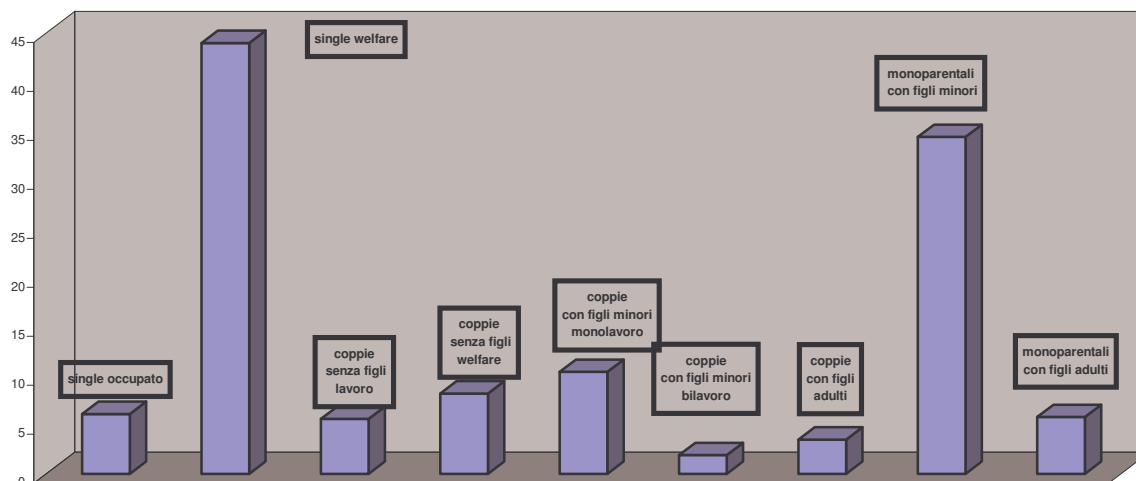 45
40
35
30
25
20
15
10
5
0
single occupato
single welfare
coppie
senza figli
lavoro
coppie
senza figli
welfare
coppie
con figli minori
monolavoro
coppie
con figli minori
bilavoro
coppie
con figli
adulti
monoparentali
con figli minori
monoparentali
con figli adulti